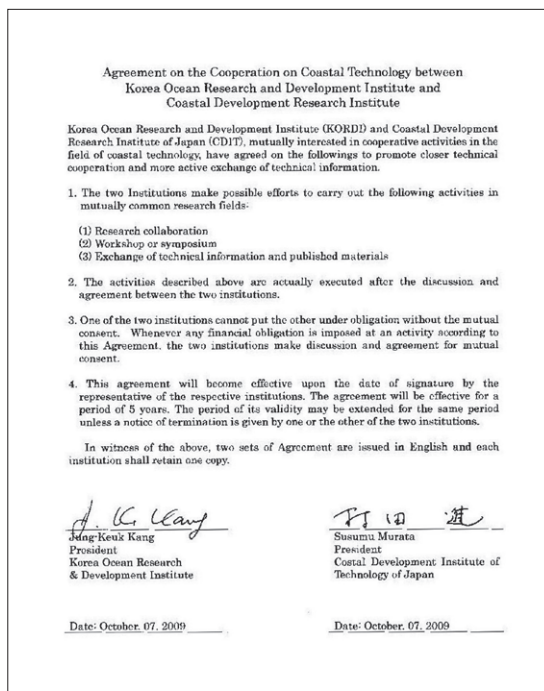 Agreement on the Cooperation on Coastal Technology between
Korea Ocean Research and Development Institute and
Coastal Development Research Institute
Korea Ocean Research and Development Institute (KORDI) and Coastal Development
Research Institute of Japan (CDIT), mutually interested in cooperative activities in the
field of coastal technology, have agreed on the followings to promote closer technical
cooperation and more active exchange of technical information.
1. The two Institutions make possible efforts to carry out the following activities in
mutually common research fields:
(1) Research collaboration
(2) Workshop or symposium
(3) Exchange of technical information and published materials
2. The activities described above are actually executed after the discussion and
agreement between the two institutions.
3. One of the two institutions cannot put the other under obligation without the mutual
consent. Whenever any financial obligation is imposed at an activity according to
this Agreement, the two institutions make discussion and agreement for mutual
consent.
4. This agreement will become effective upon the date of signature by the
representative of the respective institutions. The agreement will be effective for a
period of 5 years. The period of its validity may be extended for the same period
unless a notice of termination is given by one or the other of the two institutions.
In witness of the above, two sets of Agreement are issued in English and each
institution shall retain one copy.
J. K. Kang
Jung-Keuk Kang
President
Korea Ocean Research
& Development Institute
Date: October. 07, 2009
村田 進
Susumu Murata
President
Costal Development Institute of
Technology of Japan
Date: October. 07, 2009